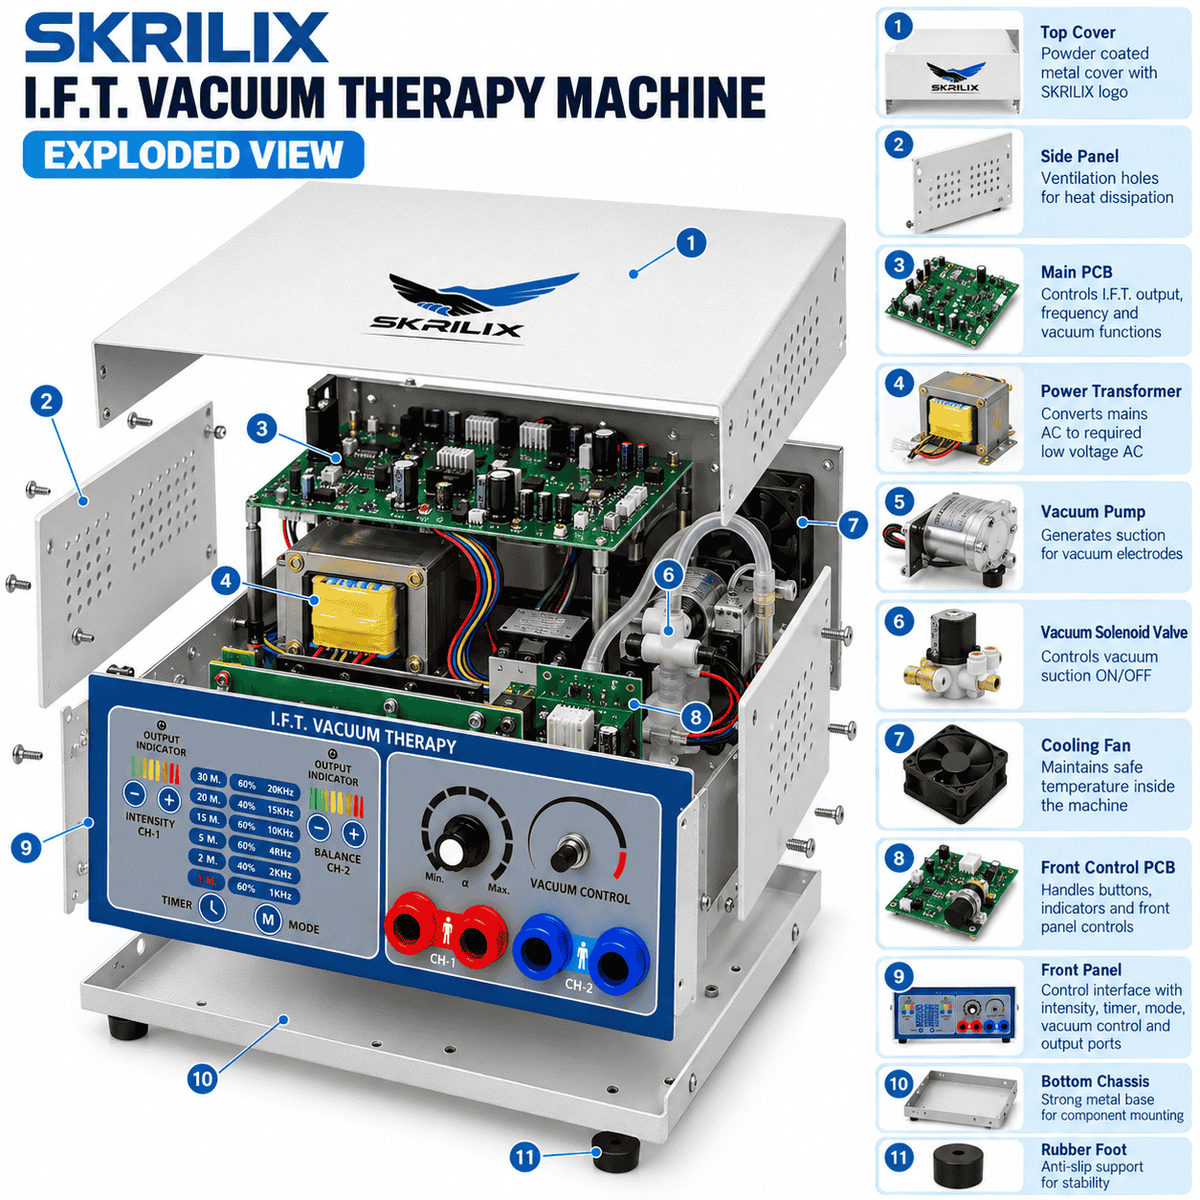 SKRILIX
I.F.T. VACUUM THERAPY MACHINE
EXPLODED VIEW
1
SKRILIX
2
3
4
7
6
8
I.F.T. VACUUM THERAPY
OUTPUT
INDICATOR
INTENSITY
CH-1
30 M. 60% 20KHz
20 M. 40% 15KHz
15 M. 60% 10KHz
5 M. 60% 4RHz
2 M. 40% 2KHz
1 M. 60% 1KHz
TIMER
M
MODE
OUTPUT
INDICATOR
BALANCE
CH-2
Min. α Max.
VACUUM CONTROL
CH-1
CH-2
9
10
11
1
SKRILIX
Top Cover
Powder coated
metal cover with
SKRILIX logo
2
Side Panel
Ventilation holes
for heat dissipation
3
Main PCB
Controls I.F.T. output,
frequency and
vacuum functions
4
Power Transformer
Converts mains
AC to required
low voltage AC
5
Vacuum Pump
Generates suction
for vacuum electrodes
6
Vacuum Solenoid Valve
Controls vacuum
suction ON/OFF
7
Cooling Fan
Maintains safe
temperature inside
the machine
8
Front Control PCB
Handles buttons,
indicators and front
panel controls
9
Front Panel
Control interface with
intensity, timer, mode,
vacuum control and
output ports
10
Bottom Chassis
Strong metal base
for component mounting
11
Rubber Foot
Anti-slip support
for stability